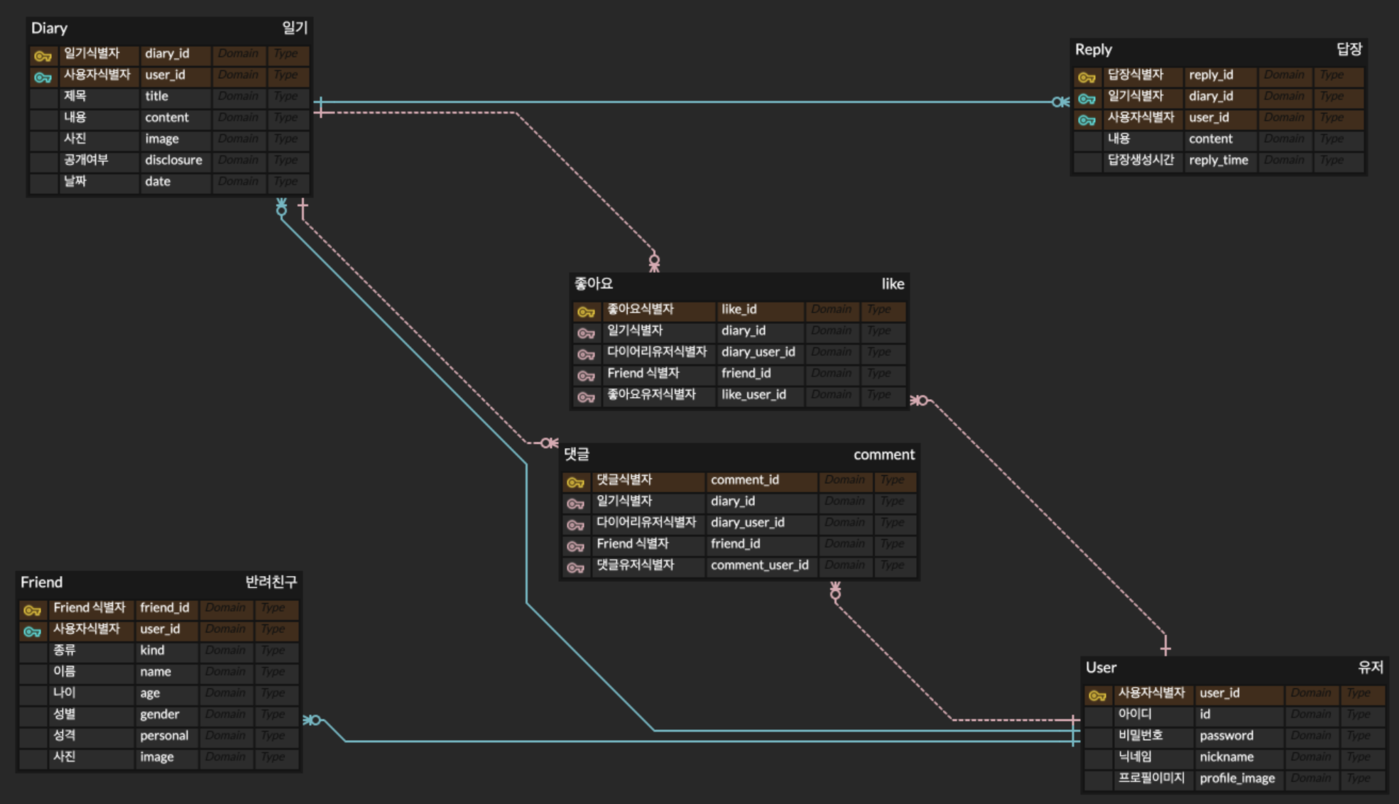 Diary 일기
일기식별자 diary_id Domain Type
사용자식별자 user_id Domain Type
제목 title Domain Type
내용 content Domain Type
사진 image Domain Type
공개여부 disclosure Domain Type
날짜 date Domain Type
Reply 답장
답장식별자 reply_id Domain Type
일기식별자 diary_id Domain Type
사용자식별자 user_id Domain Type
내용 content Domain Type
답장생성시간 reply_time Domain Type
좋아요 like
좋아요식별자 like_id Domain Type
일기식별자 diary_id Domain Type
다이어리유저식별자 diary_user_id Domain Type
Friend 식별자 friend_id Domain Type
좋아요유저식별자 like_user_id Domain Type
댓글 comment
댓글식별자 comment_id Domain Type
일기식별자 diary_id Domain Type
다이어리유저식별자 diary_user_id Domain Type
Friend 식별자 friend_id Domain Type
댓글유저식별자 comment_user_id Domain Type
Friend 반려친구
Friend 식별자 friend_id Domain Type
사용자식별자 user_id Domain Type
종류 kind Domain Type
이름 name Domain Type
나이 age Domain Type
성별 gender Domain Type
성격 personal Domain Type
사진 image Domain Type
User 유저
사용자식별자 user_id Domain Type
아이디 id Domain Type
비밀번호 password Domain Type
닉네임 nickname Domain Type
프로필이미지 profile_image Domain Type